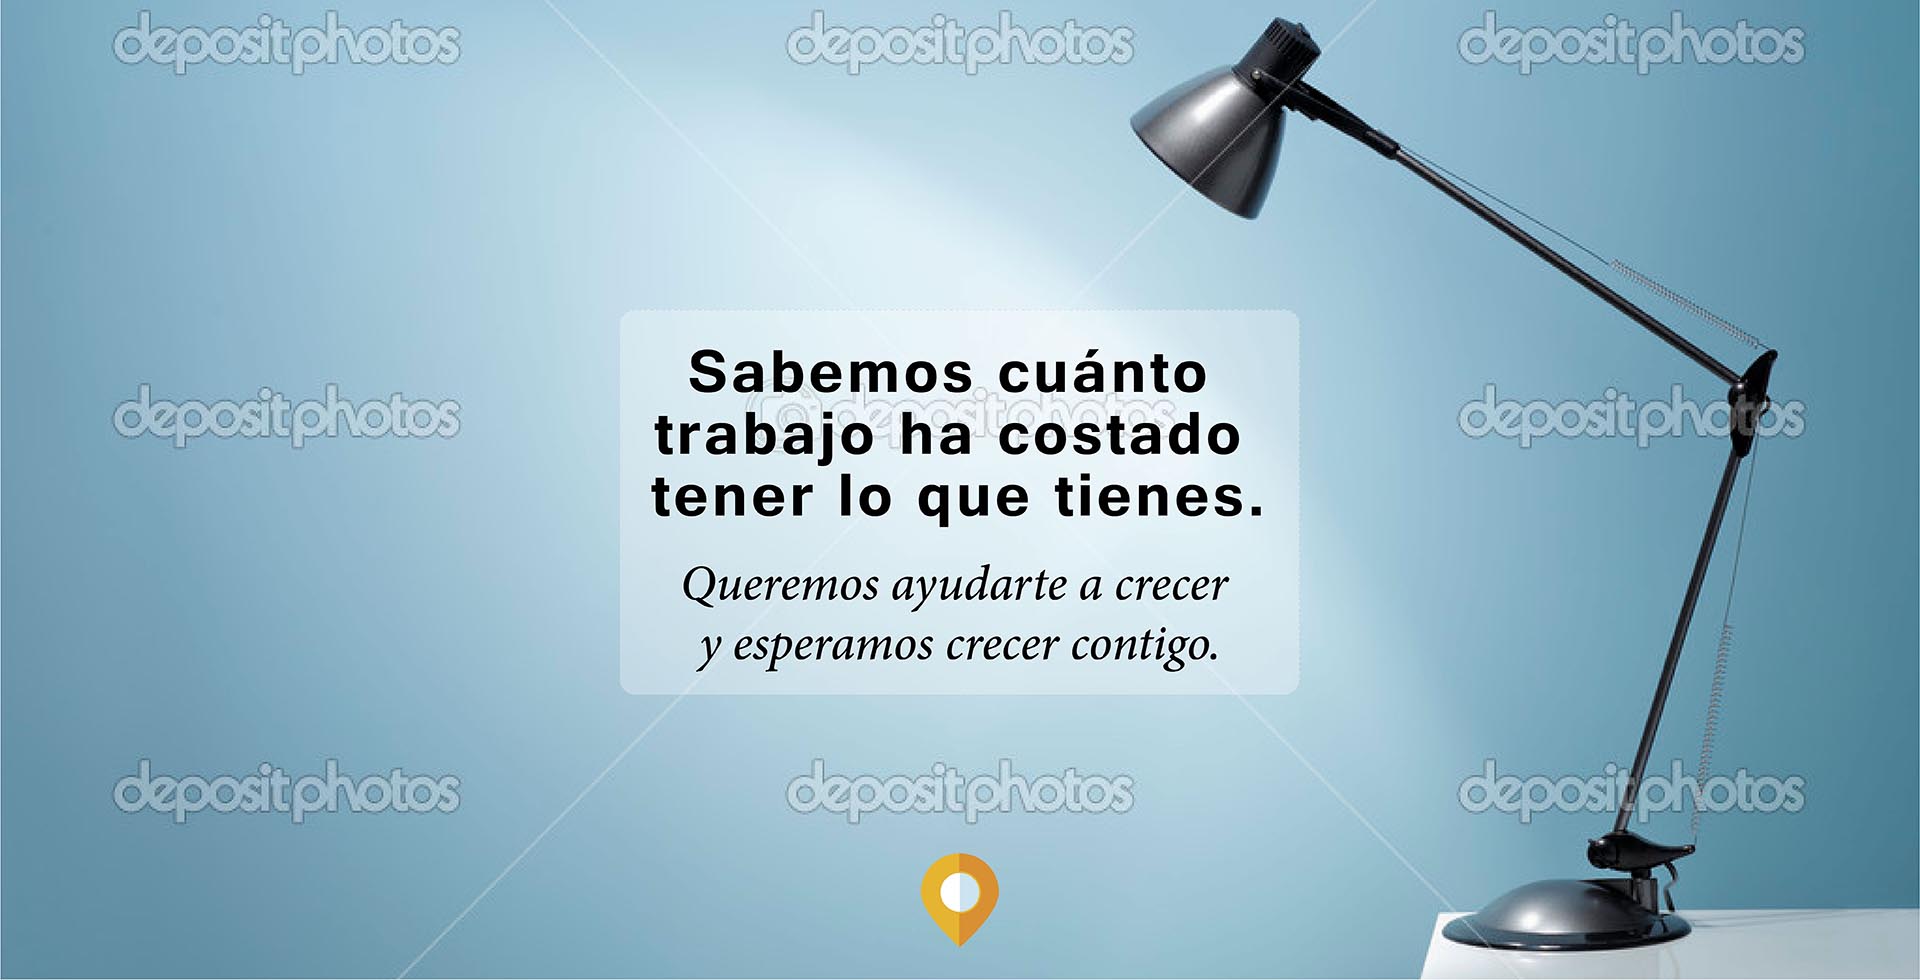 depositphotos depositphotos depositphotos
Sabemos cuánto
trabajo ha costado
tener lo que tienes.
depositphotos depositphotos depositphotos
Queremos ayudarte a crecer
y esperamos crecer contigo.
depositphotos depositphotos depositphotos